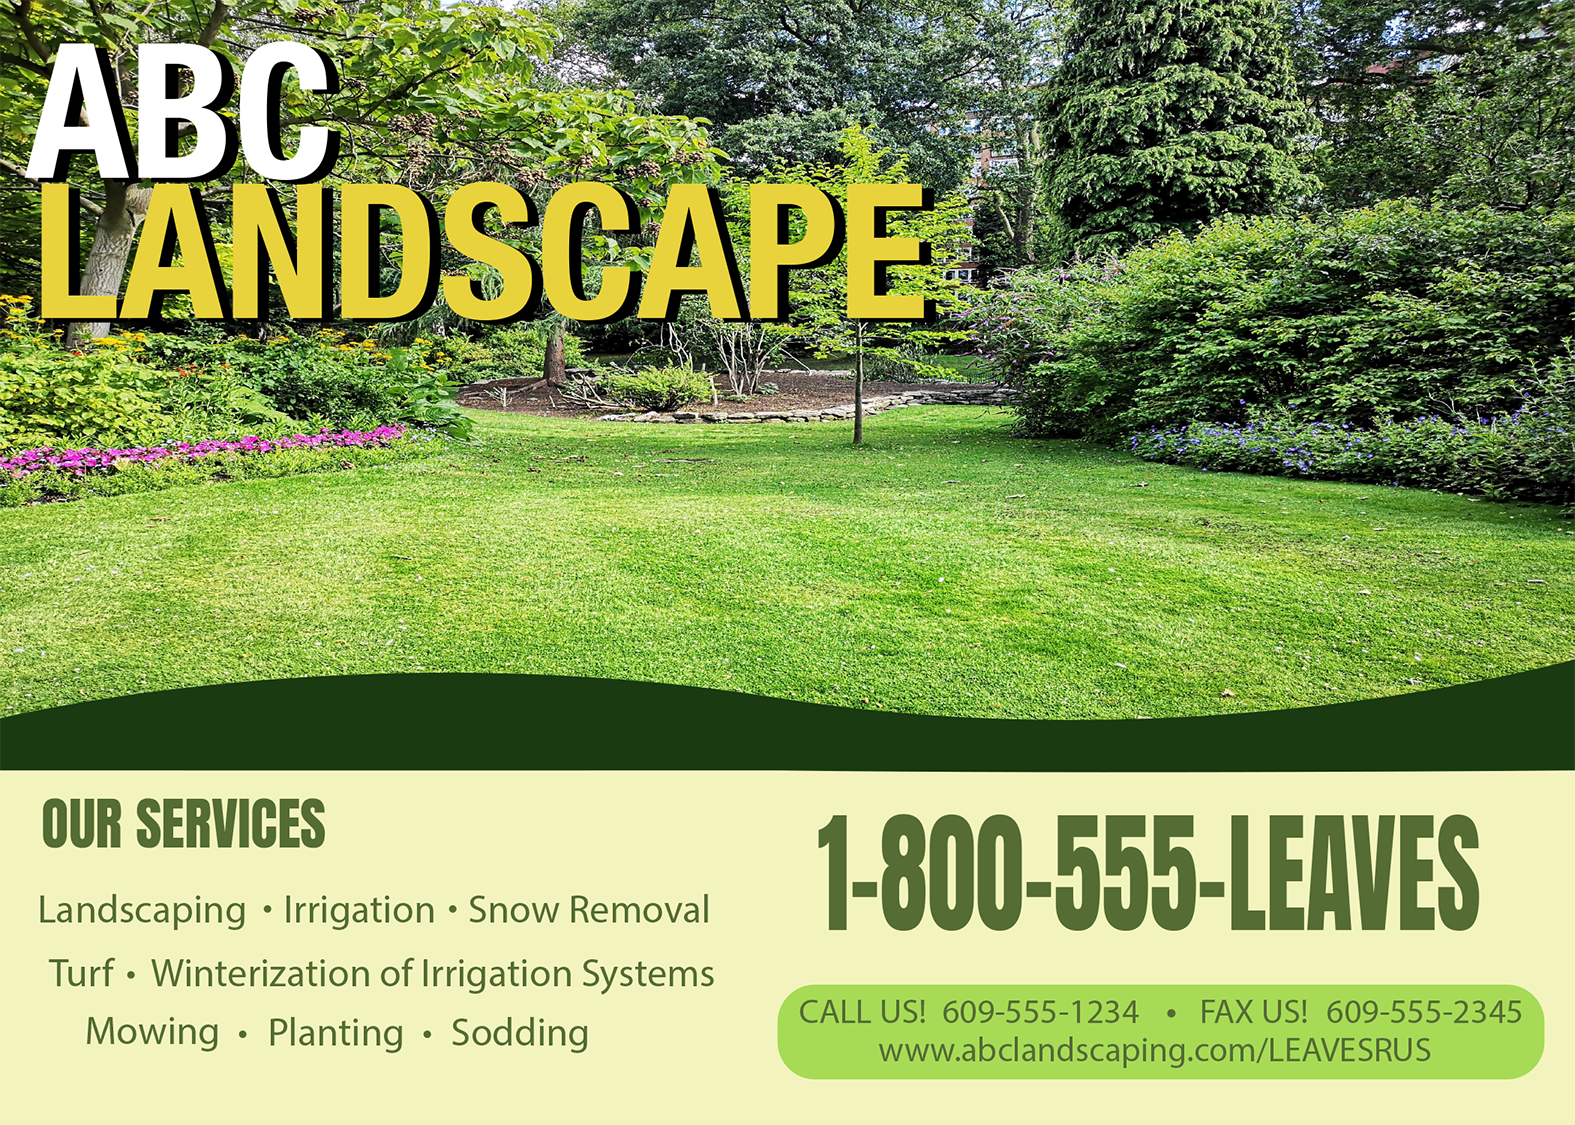 ABC
LANDSCAPE
OUR SERVICES
Landscaping • Irrigation • Snow Removal
Turf • Winterization of Irrigation Systems
Mowing • Planting • Sodding
1-800-555-LEAVES
CALL US! 609-555-1234 • FAX US! 609-555-2345
www.abclandscaping.com/LEAVESRUS